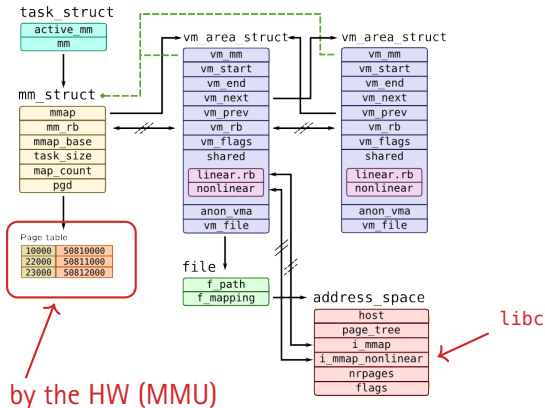 task_struct
active_mm
mm
mm_struct
mmap
mm_rb
mmap_base
task_size
map_count
pgd
Page table
10000 50810000
22000 50811000
23000 50812000
by the HW (MMU)
vm_area_struct
vm_mm
vm_start
vm_end
vm_next
vm_prev
vm_rb
vm_flags
shared
linear.rb
nonlinear
anon_vma
vm_file
vm_area_struct
vm_mm
vm_start
vm_end
vm_next
vm_prev
vm_rb
vm_flags
shared
linear.rb
nonlinear
anon_vma
vm_file
file
f_path
f_mapping
address_space
host
page_tree
i_mmap
i_mmap_nonlinear
nrpages
flags
libc